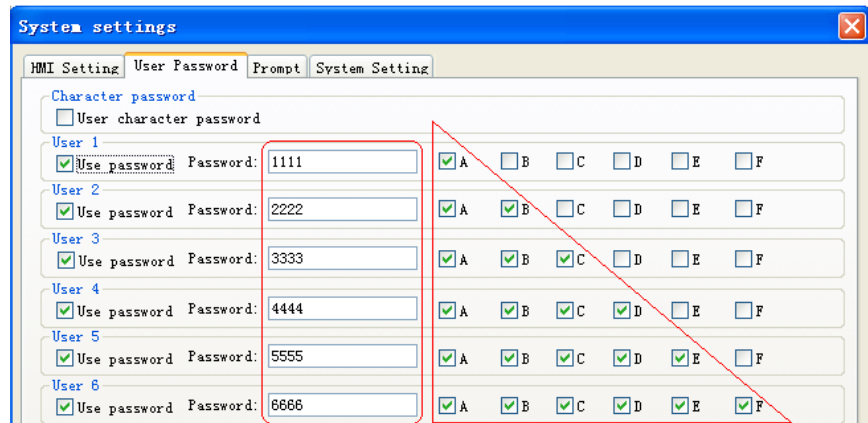 System settings
HMI Setting User Password Prompt System Setting
Character password
User character password
User 1
Use password Password: 1111 A B C D E F
User 2
Use password Password: 2222 A B C D E F
User 3
Use password Password: 3333 A B C D E F
User 4
Use password Password: 4444 A B C D E F
User 5
Use password Password: 5555 A B C D E F
User 6
Use password Password: 6666 A B C D E F